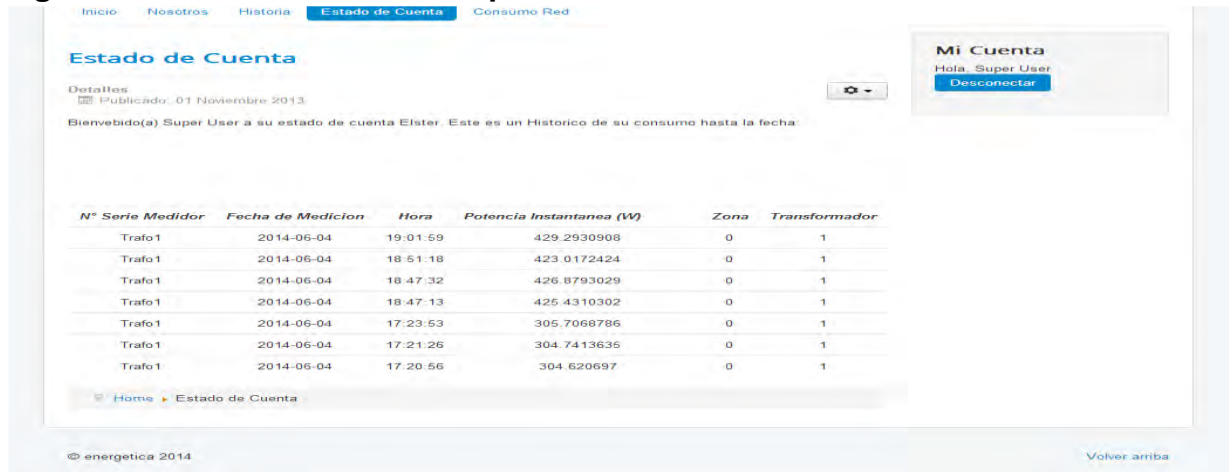 Inicio Nosotros Historia Estado de Cuenta Consumo Red
Estado de Cuenta
Detalles
Publicado: 01 Noviembre 2013
Bienvebido(a) Super User a su estado de cuenta Elster. Este es un Historico de su consumo hasta la fecha:
Mi Cuenta
Hola, Super User
Desconectar
N° Serie Medidor Fecha de Medicion Hora Potencia Instantanea (W) Zona Transformador
Trafo1 2014-06-04 19:01:59 429.2930908 0 1
Trafo1 2014-06-04 18:51:18 423.0172424 0 1
Trafo1 2014-06-04 18:47:32 426.8793029 0 1
Trafo1 2014-06-04 18:47:13 425.4310302 0 1
Trafo1 2014-06-04 17:23:53 305.7068786 0 1
Trafo1 2014-06-04 17:21:26 304.7413635 0 1
Trafo1 2014-06-04 17:20:56 304.620697 0 1
Home Estado de Cuenta
© energetica 2014
Volver arriba